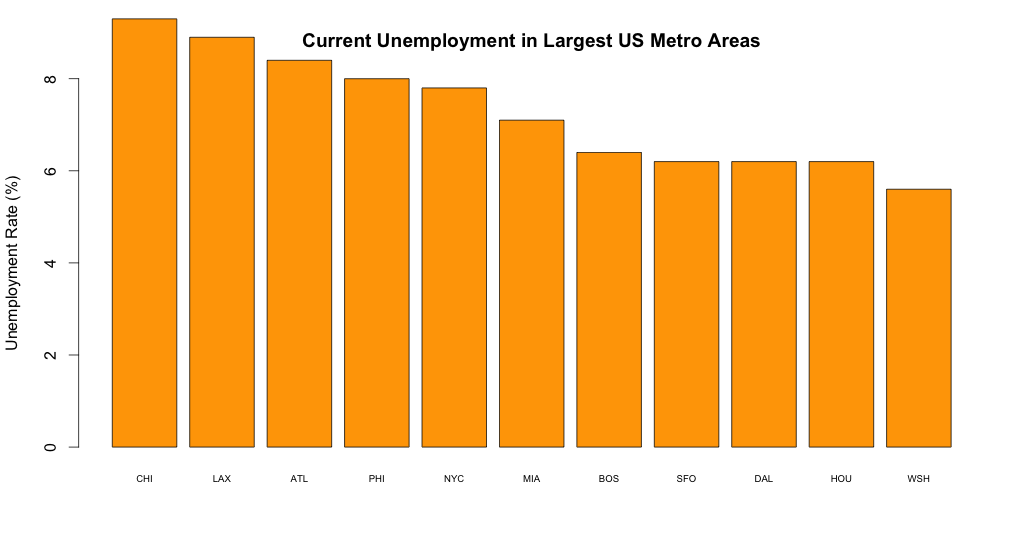 Current Unemployment in Largest US Metro Areas
Unemployment Rate (%)
8
6
4
2
0
CHI LAX ATL PHI NYC MIA BOS SFO DAL HOU WSH